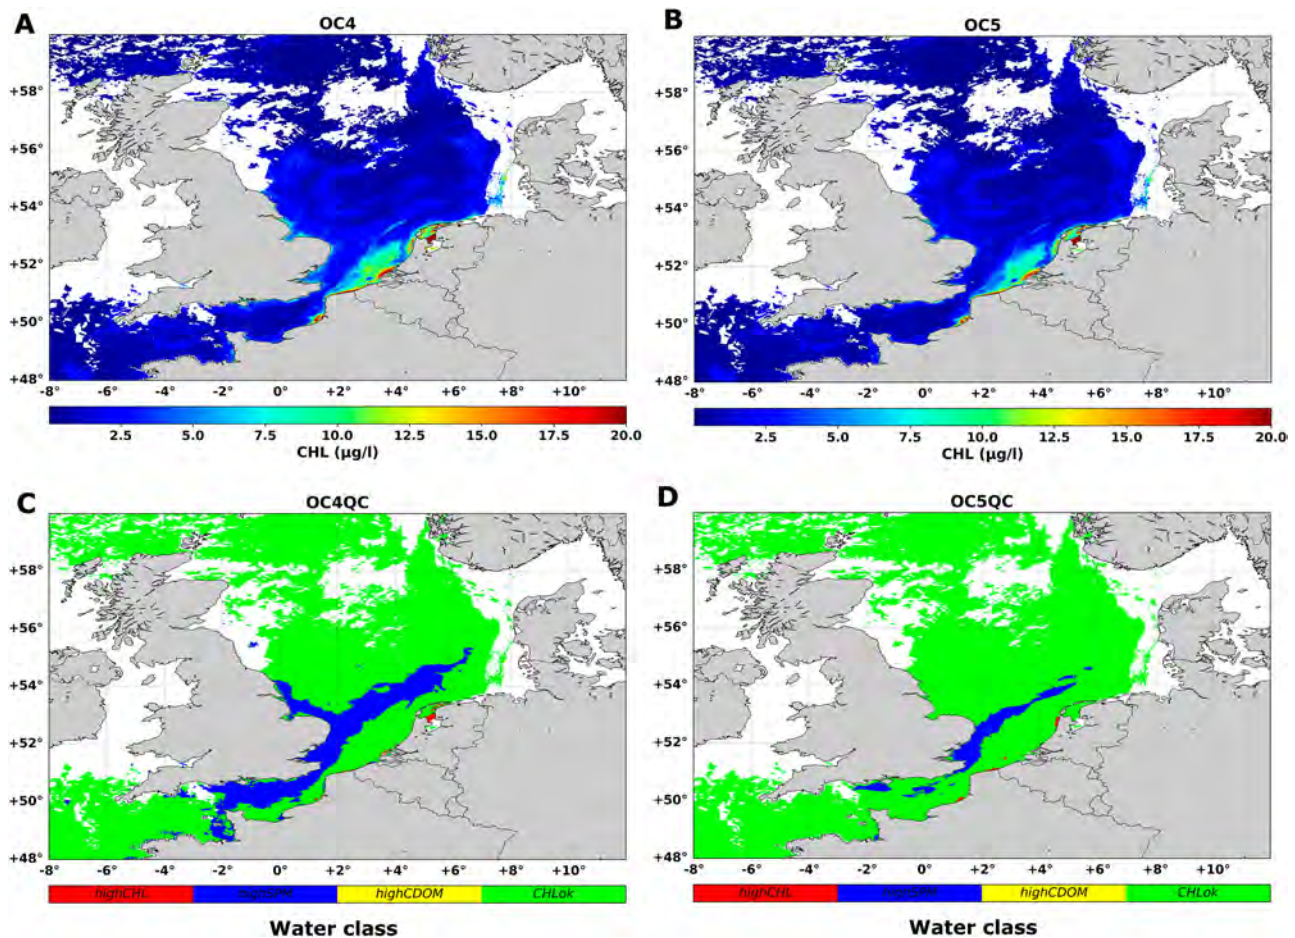 A OC4
B OC5
+58°
+56°
+54°
+52°
+50°
+48°
-8° -6° -4° -2° 0° +2° +4° +6° +8° +10°
2.5 5.0 7.5 10.0 12.5 15.0 17.5 20.0
CHL (µg/l)
+58°
+56°
+54°
+52°
+50°
+48°
-8° -6° -4° -2° 0° +2° +4° +6° +8° +10°
2.5 5.0 7.5 10.0 12.5 15.0 17.5 20.0
CHL (µg/l)
C OC4QC
D OC5QC
+58°
+56°
+54°
+52°
+50°
+48°
-8° -6° -4° -2° 0° +2° +4° +6° +8° +10°
highCHL highSPM highCDOM CHLok
Water class
+58°
+56°
+54°
+52°
+50°
+48°
-8° -6° -4° -2° 0° +2° +4° +6° +8° +10°
highCHL highSPM highCDOM CHLok
Water class